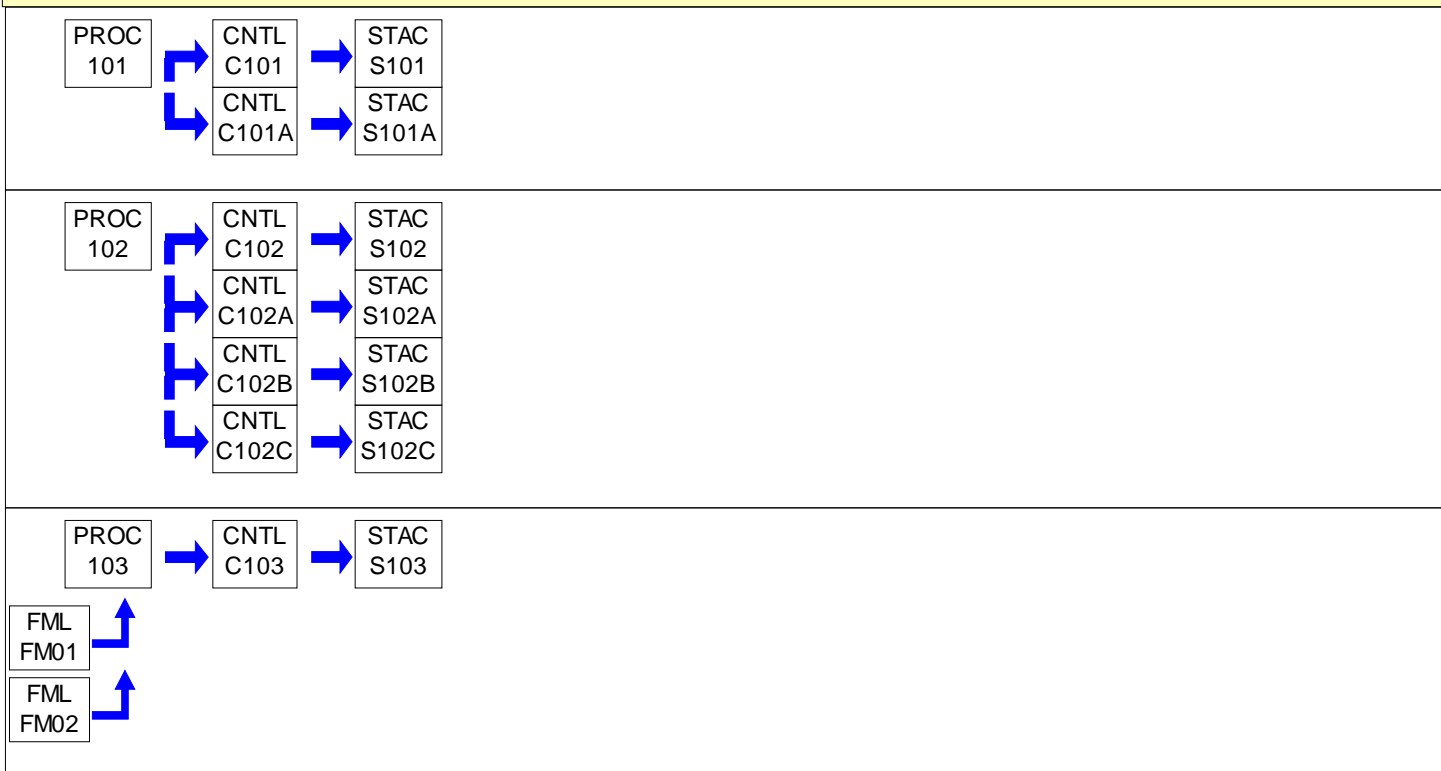 PROC
101
CNTL
C101
STAC
S101
CNTL
C101A
STAC
S101A
PROC
102
CNTL
C102
STAC
S102
CNTL
C102A
STAC
S102A
CNTL
C102B
STAC
S102B
CNTL
C102C
STAC
S102C
PROC
103
CNTL
C103
STAC
S103
FML
FM01
FML
FM02